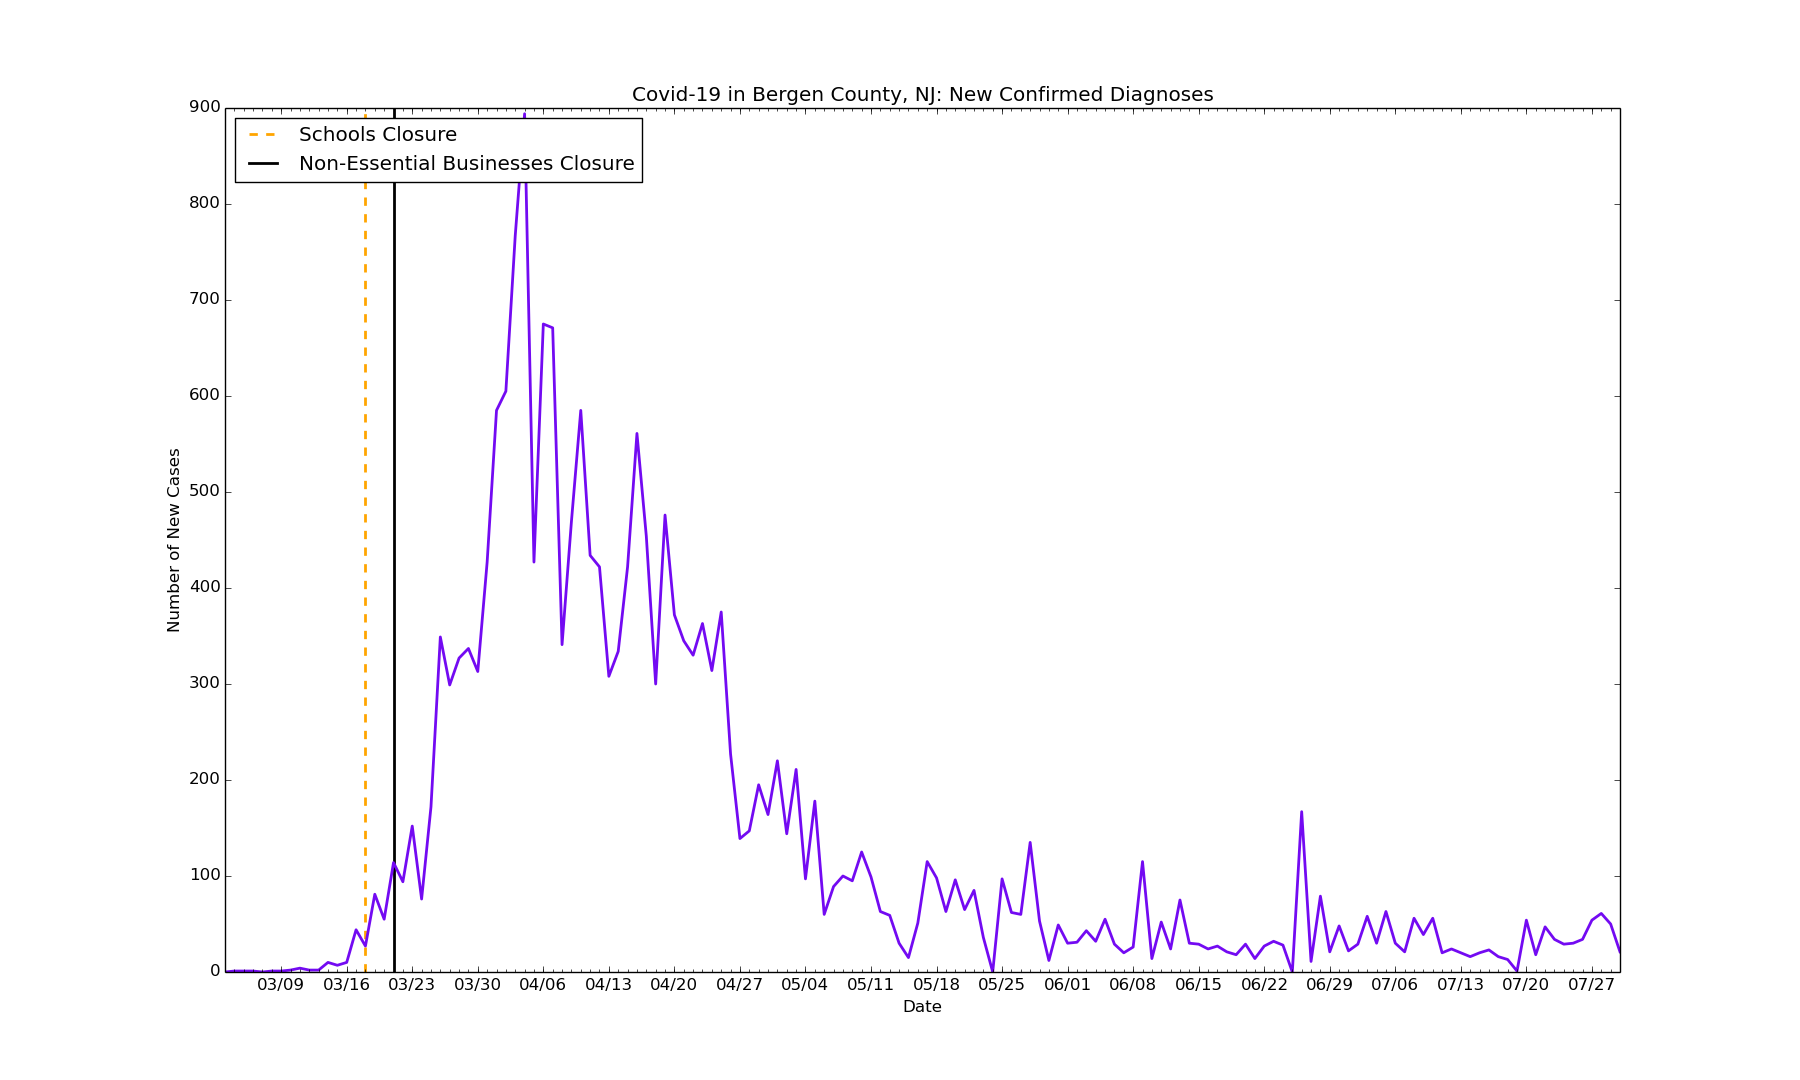 Covid-19 in Bergen County, NJ: New Confirmed Diagnoses
Schools Closure
Non-Essential Businesses Closure
900
800
700
600
500
400
300
200
100
0
Number of New Cases
03/09 03/16 03/23 03/30 04/06 04/13 04/20 04/27 05/04 05/11 05/18 05/25 06/01 06/08 06/15 06/22 06/29 07/06 07/13 07/20 07/27
Date